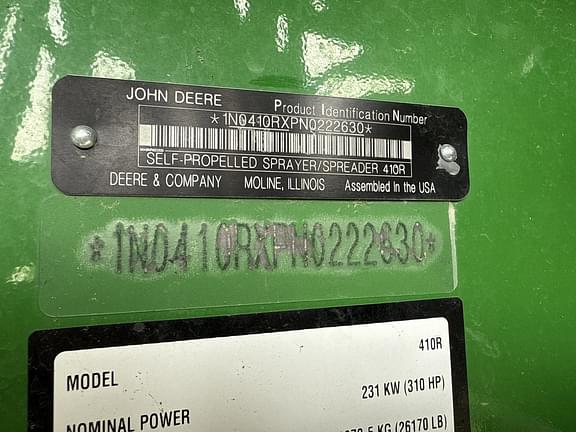 JOHN DEERE
Product Identification Number
*1N0410RXPN0222630*
SELF-PROPELLED SPRAYER/SPREADER 410R
DEERE & COMPANY MOLINE, ILLINOIS Assembled in the USA
*1N0410RXPN0222630*
410R
MODEL 231 KW (310 HP)
NOMINAL POWER KG (26170 LB)